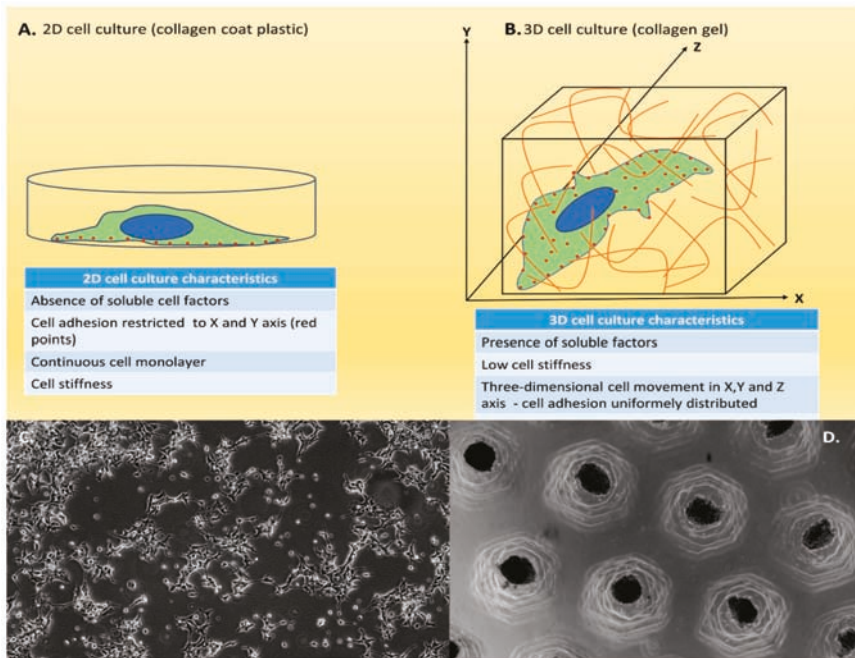 A. 2D cell culture (collagen coat plastic)
2D cell culture characteristics
Absence of soluble cell factors
Cell adhesion restricted to X and Y axis (red
points)
Continuous cell monolayer
Cell stiffness
B. 3D cell culture (collagen gel)
Y
Z
X
3D cell culture characteristics
Presence of soluble factors
Low cell stiffness
Three-dimensional cell movement in X,Y and Z
axis - cell adhesion uniformely distributed
C.
D.